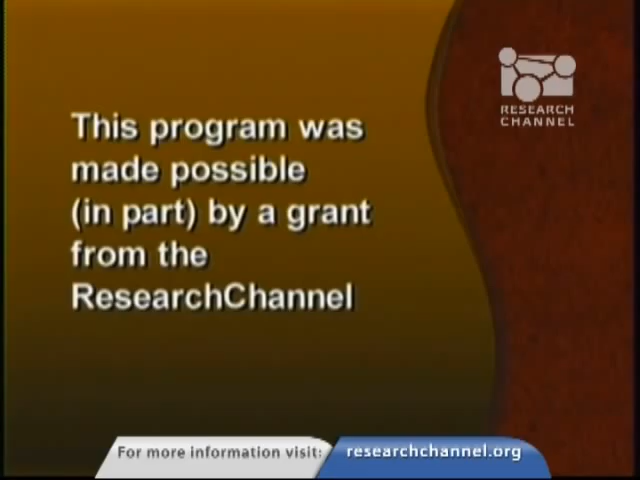 RESEARCH
CHANNEL
This program was
made possible
(in part) by a grant
from the
ResearchChannel
For more information visit:
researchchannel.org